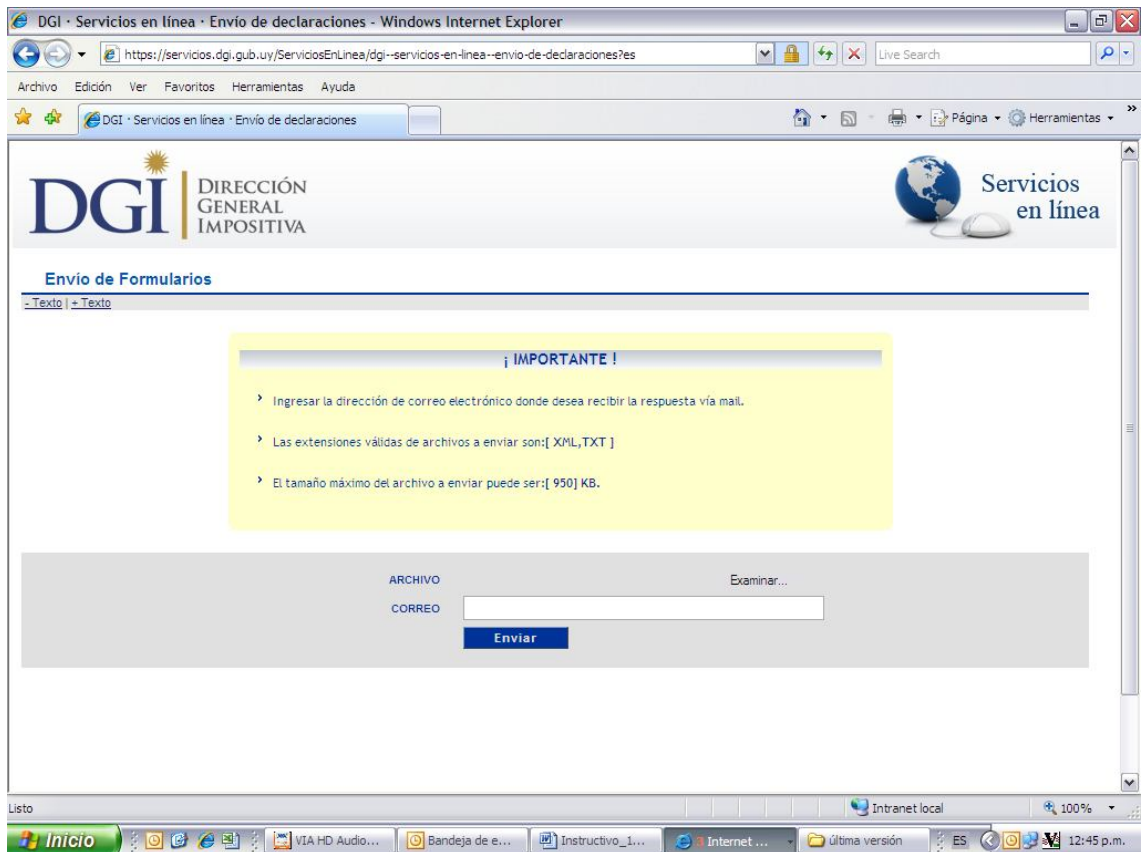 DGI · Servicios en línea · Envío de declaraciones - Windows Internet Explorer
https://servicios.dgi.gub.uy/ServiciosEnLinea/dgi--servicios-en-linea--envio-de-declaraciones?es
Live Search
Archivo Edición Ver Favoritos Herramientas Ayuda
DGI · Servicios en línea · Envío de declaraciones
Página Herramientas
DGI DIRECCIÓN
GENERAL
IMPOSITIVA
Servicios
en línea
Envio de Formularios
- Texto | + Texto
¡ IMPORTANTE !
Ingresar la dirección de correo electrónico donde desea recibir la respuesta vía mail.
Las extensiones válidas de archivos a enviar son:[ XML,TXT ]
El tamaño máximo del archivo a enviar puede ser:[ 950] KB.
ARCHIVO Examinar...
CORREO
Enviar
Listo Intranet local 100%
Inicio VIA HD Audio... Bandeja de e... Instructivo_1... Internet ... última versión ES 12:45 p.m.